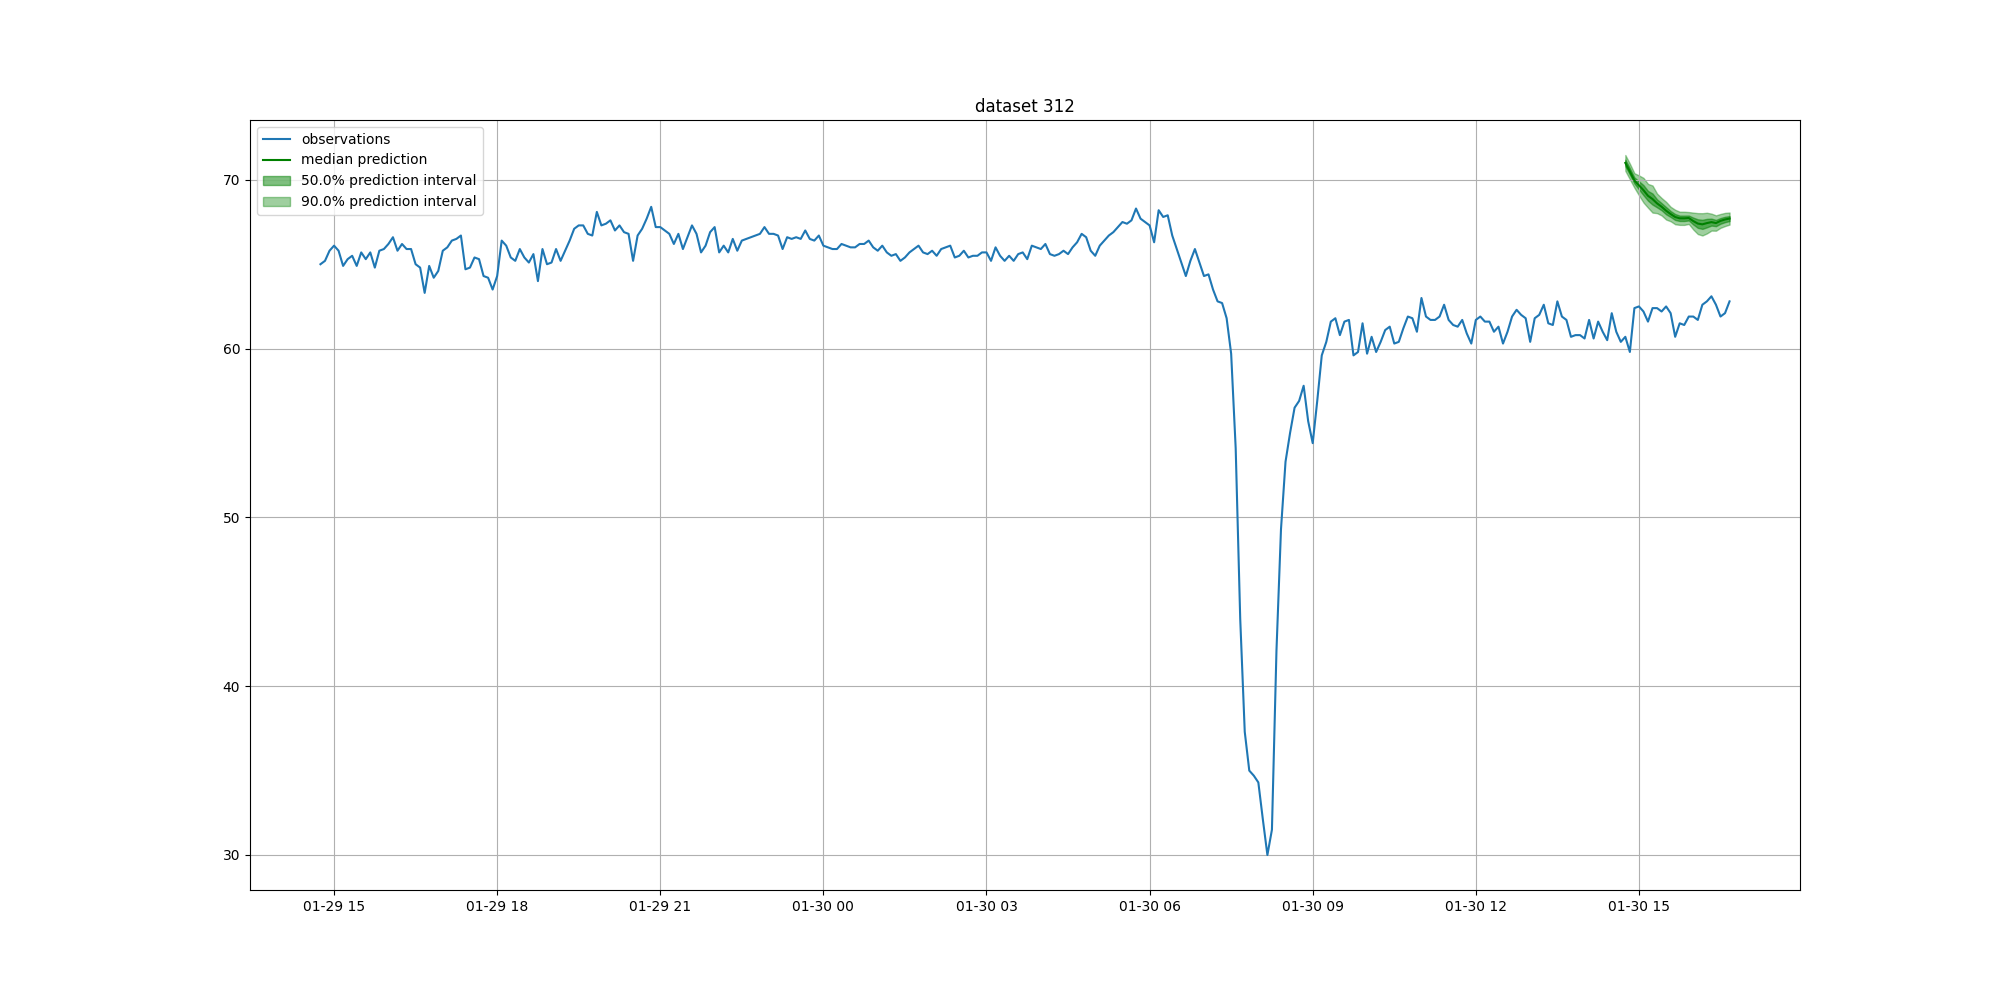 dataset 312
observations
median prediction
50.0% prediction interval
90.0% prediction interval
70
60
50
40
30
01-29 15
01-29 18
01-29 21
01-30 00
01-30 03
01-30 06
01-30 09
01-30 12
01-30 15